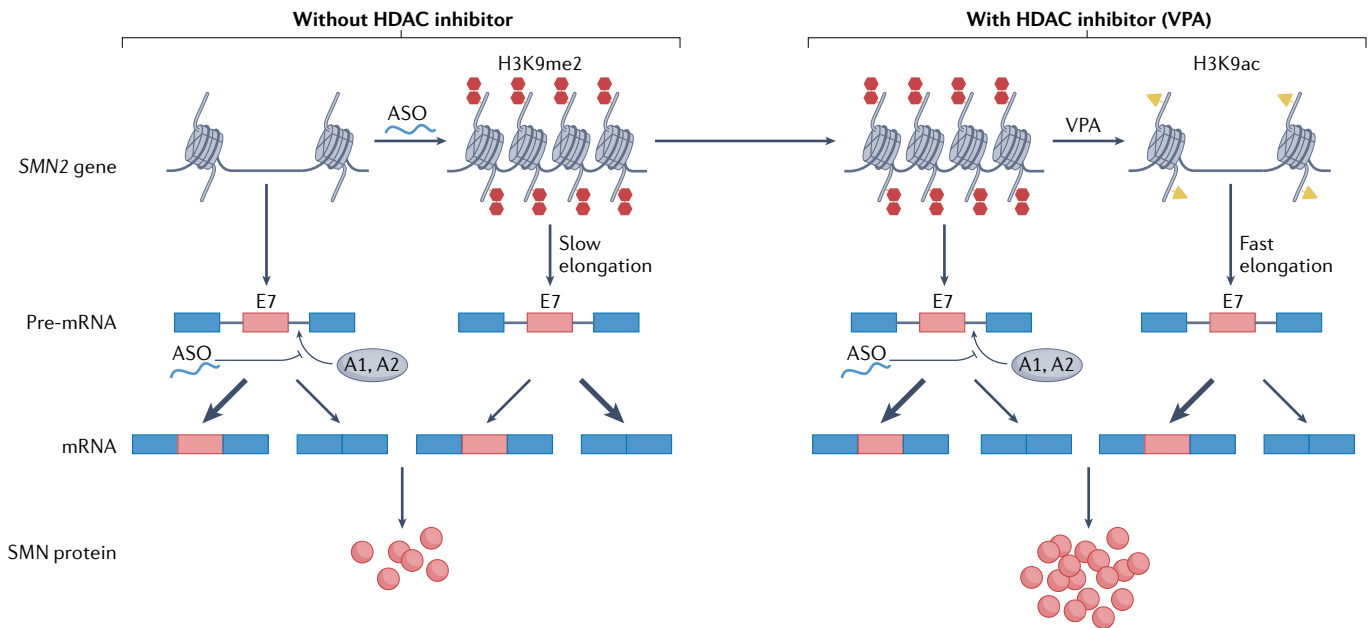 Without HDAC inhibitor
With HDAC inhibitor (VPA)
H3K9me2
H3K9ac
ASO
VPA
SMN2 gene
Slow
elongation
Fast
elongation
E7
E7
E7
E7
Pre-mRNA
ASO
A1, A2
ASO
A1, A2
mRNA
SMN protein